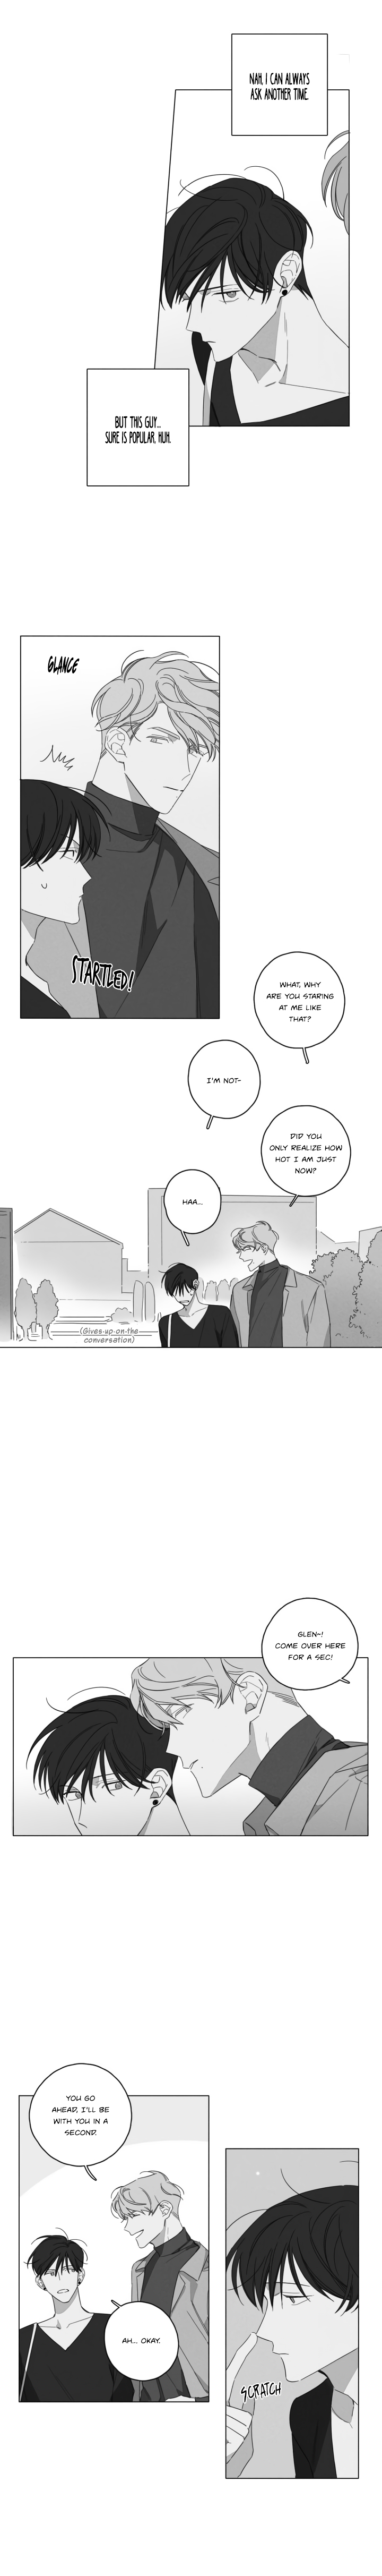 NAH, I CAN ALWAYS
ASK ANOTHER TIME.
BUT THIS GUY...
SURE IS POPULAR, HUH.
GLANCE
STARTLED!
WHAT, WHY
ARE YOU STARING
AT ME LIKE
THAT?
I'M NOT-
DID YOU
ONLY REALIZE HOW
HOT I AM JUST
NOW?
HAA...
(Gives up on the
conversation)
GLEN~!
COME OVER HERE
FOR A SEC!
YOU GO
AHEAD, I'LL BE
WITH YOU IN A
SECOND.
AH... OKAY.
SCRATCH